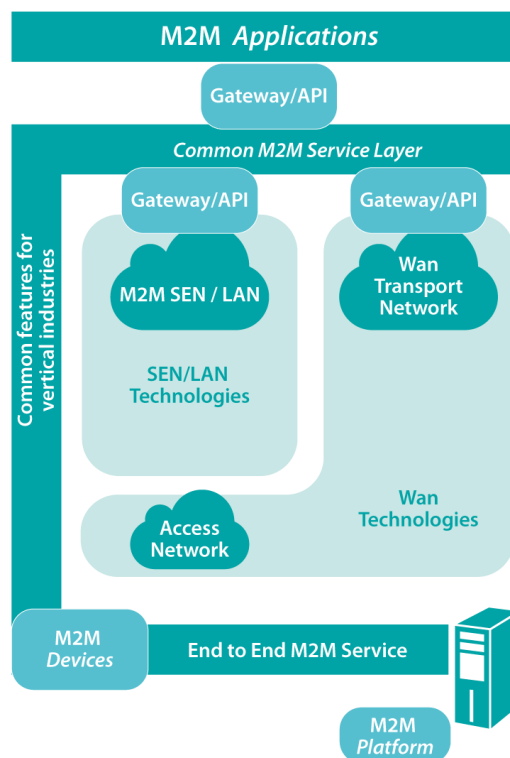 M2M Applications
Gateway/API
Common M2M Service Layer
Gateway/API
Gateway/API
Common features for
vertical industries
M2M SEN / LAN
Wan
Transport
Network
SEN/LAN
Technologies
Access
Network
Wan
Technologies
M2M
Devices
End to End M2M Service
M2M
Platform